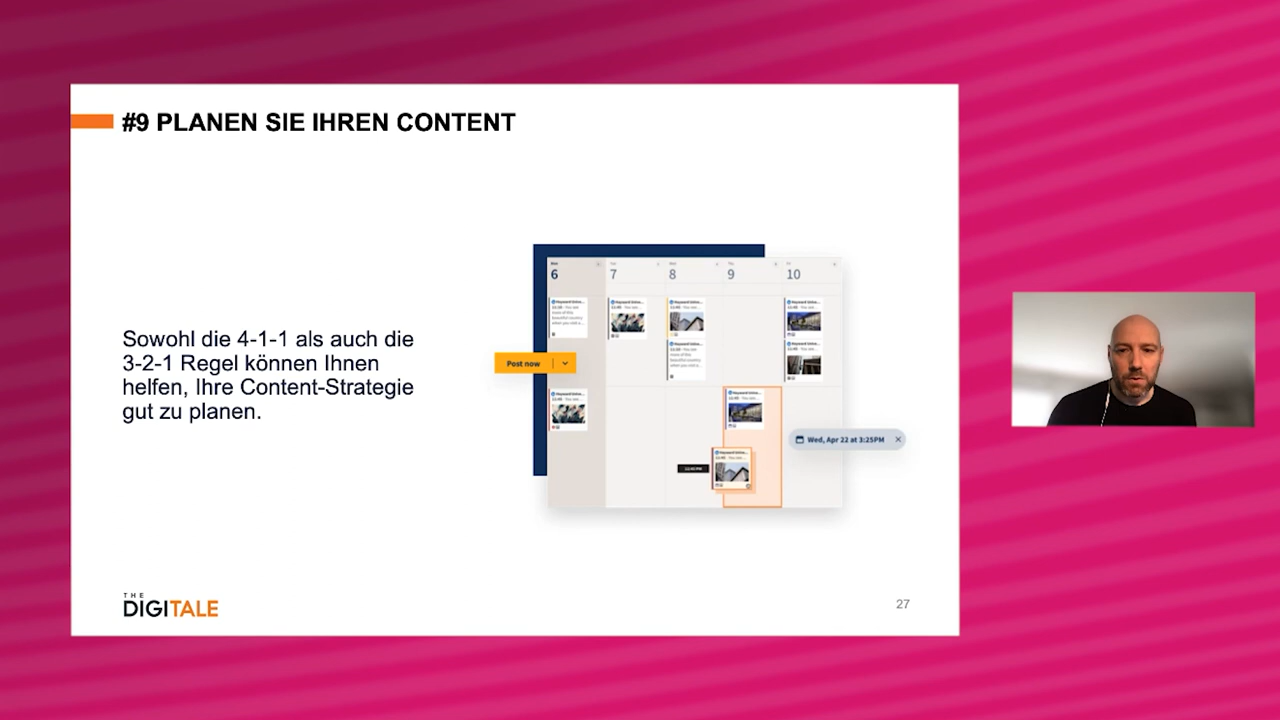 #9 PLANEN SIE IHREN CONTENT
Sowohl die 4-1-1 als auch die
3-2-1 Regel können Ihnen
helfen, Ihre Content-Strategie
gut zu planen.
6
7
8
9
10
Post now
Wed, Apr 22 at 3:25PM
THE
DIGITALE
27